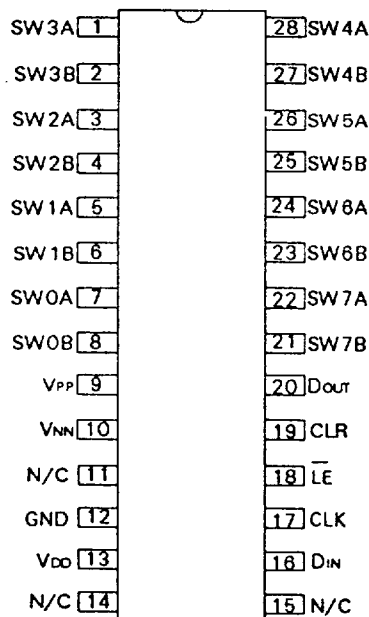 SW3A 1 28 SW4A
SW3B 2 27 SW4B
SW2A 3 26 SW5A
SW2B 4 25 SW5B
SW1A 5 24 SW6A
SW1B 6 23 SW6B
SW0A 7 22 SW7A
SW0B 8 21 SW7B
VPP 9 20 DOUT
VNN 10 19 CLR
N/C 11 18 L̅E̅
GND 12 17 CLK
VDD 13 16 DIN
N/C 14 15 N/C